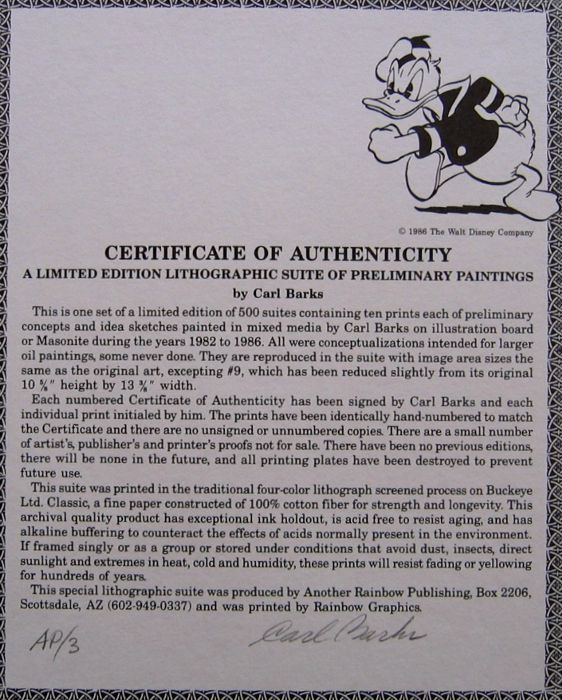 © 1986 The Walt Disney Company
CERTIFICATE OF AUTHENTICITY
A LIMITED EDITION LITHOGRAPHIC SUITE OF PRELIMINARY PAINTINGS
by Carl Barks
This is one set of a limited edition of 500 suites containing ten prints each of preliminary
concepts and idea sketches painted in mixed media by Carl Barks on illustration board
or Masonite during the years 1982 to 1986. All were conceptualizations intended for larger
oil paintings, some never done. They are reproduced in the suite with image area sizes the
same as the original art, excepting #9, which has been reduced slightly from its original
10 height by 13 width.
Each numbered Certificate of Authenticity has been signed by Carl Barks and each
individual print initialed by him. The prints have been identically hand-numbered to match
the Certificate and there are no unsigned or unnumbered copies. There are a small number
of artist's, publisher's and printer's proofs not for sale. There have been no previous editions,
there will be none in the future, and all printing plates have been destroyed to prevent
future use.
This suite was printed in the traditional four-color lithograph screened process on Buckeye
Ltd. Classic, a fine paper constructed of 100% cotton fiber for strength and longevity. This
archival quality product has exceptional ink holdout, is acid free to resist aging, and has
alkaline buffering to counteract the effects of acids normally present in the environment.
If framed singly or as a group or stored under conditions that avoid dust, insects, direct
sunlight and extremes in heat, cold and humidity, these prints will resist fading or yellowing
for hundreds of years.
This special lithographic suite was produced by Another Rainbow Publishing, Box 2206,
Scottsdale, AZ (602-949-0337) and was printed by Rainbow Graphics.
AP/3 Carl Barks